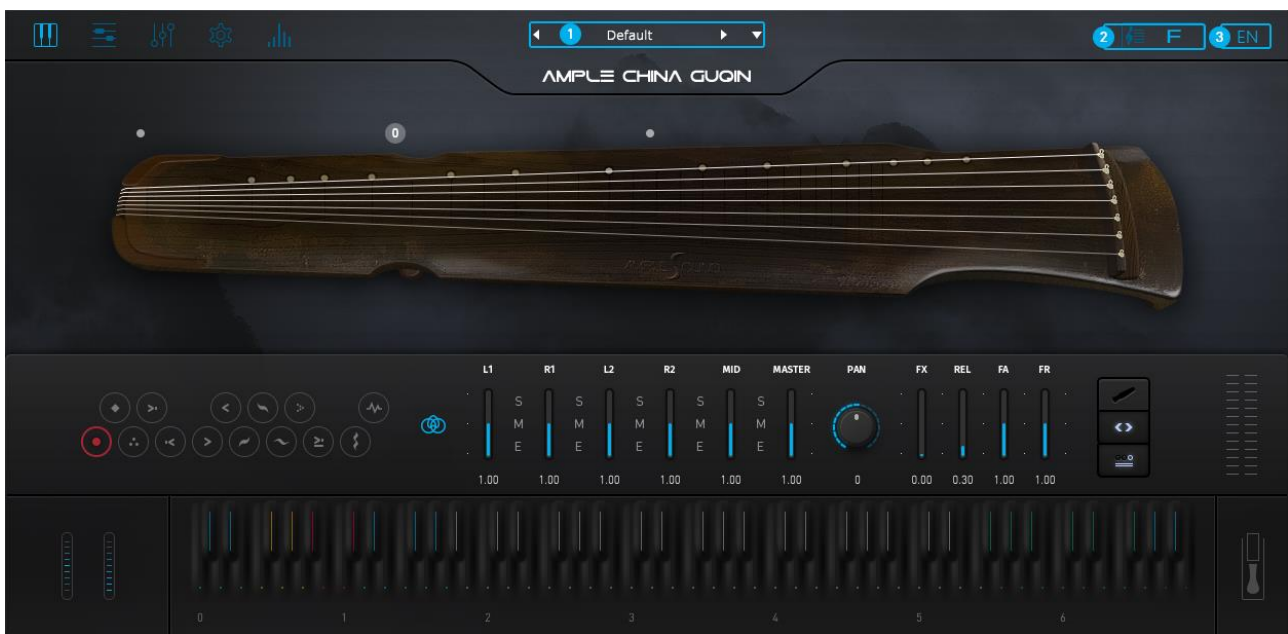 1 Default
2 F 3 EN
AMPLE CHINA GUQIN
0
L1 R1 L2 R2 MID MASTER PAN FX REL FA FR
S S S S S
M M M M M
E E E E E
1.00 1.00 1.00 1.00 1.00 1.00 0 0.00 0.30 1.00 1.00
0 1 2 3 4 5 6